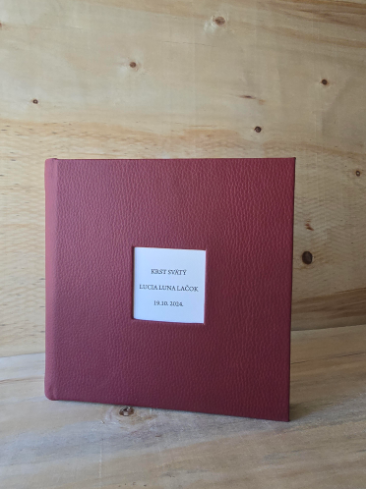 KRST SVÄTÝ
LUCIA LUNA LAČOK
19.10. 2024